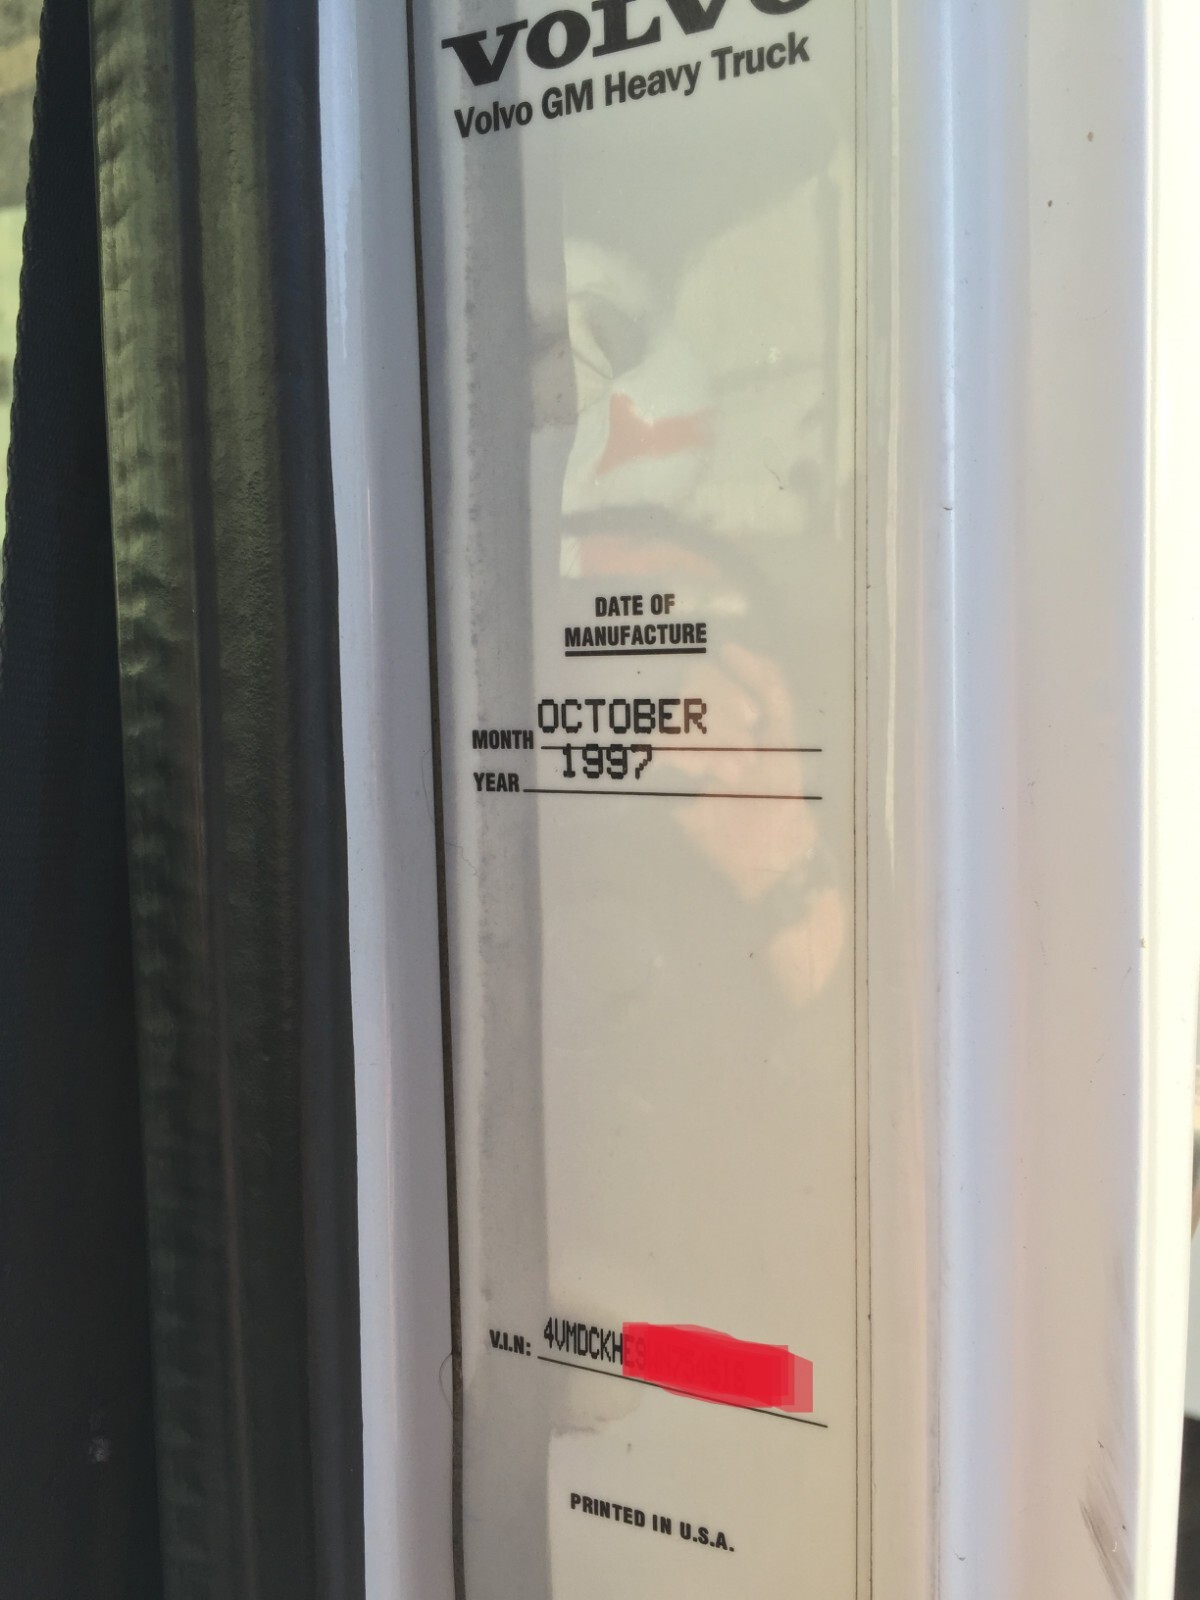 VOLVO
Volvo GM Heavy Truck
DATE OF
MANUFACTURE
MONTH OCTOBER
YEAR 1997
V.I.N: 4VMDCKH
PRINTED IN U.S.A.